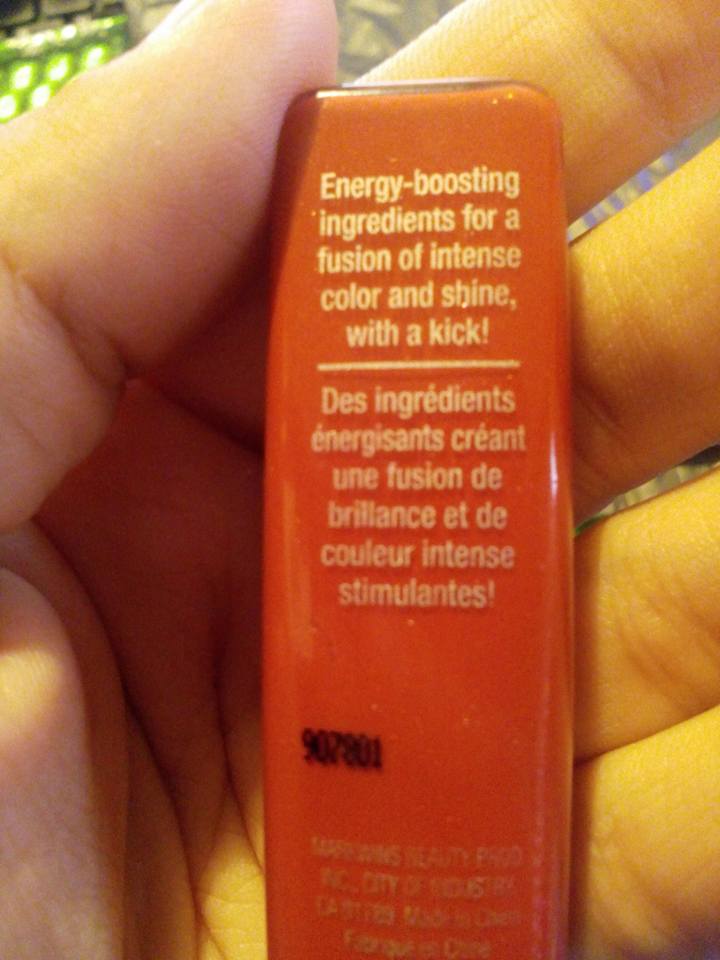 Energy-boosting
ingredients for a
fusion of intense
color and shine,
with a kick!
Des ingrédients
énergisants créant
une fusion de
brillance et de
couleur intense
stimulantes!
907801
MARKWINS BEAUTY PROD
INC., CITY OF INDUSTRY
CA 91789 Made in China
Fabriqué en Chine